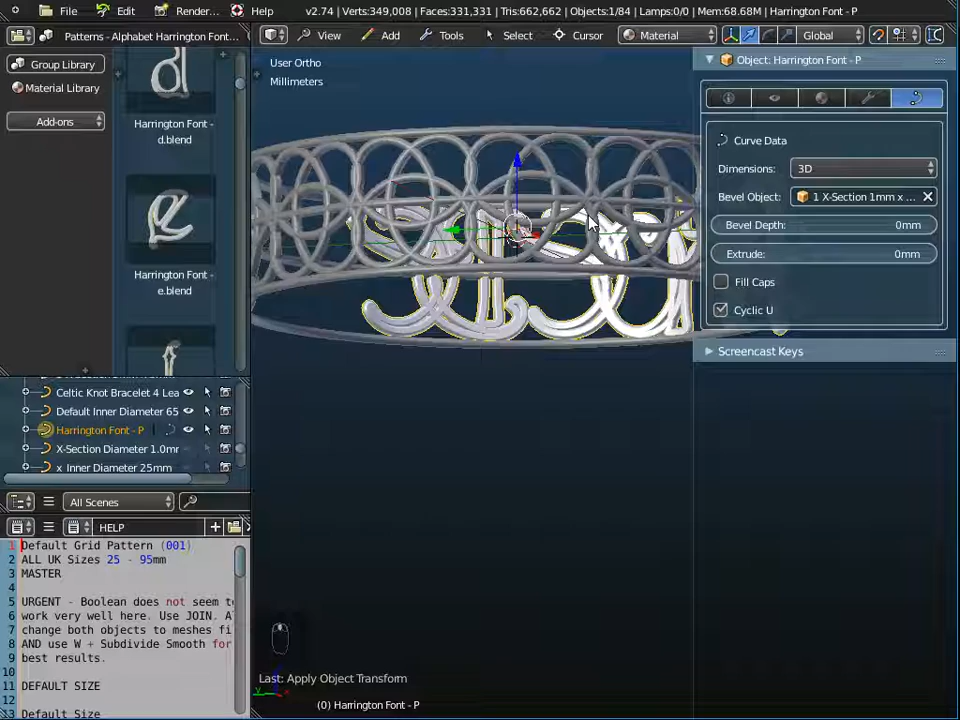 File Edit Render... Help v2.74 | Verts:349,008 | Faces:331,331 | Tris:662,662 | Objects:1/84 | Lamps:0/0 | Mem:68.68M | Harrington Font - P
Patterns - Alphabet Harrington Font... View Add Tools Select Cursor Material Global
Group Library
Material Library
Add-ons
Harrington Font -
d.blend
Harrington Font -
e.blend
User Ortho
Millimeters
Object: Harrington Font - P
Curve Data
Dimensions: 3D
Bevel Object: 1 X-Section 1mm x ...
Bevel Depth: 0mm
Extrude: 0mm
Fill Caps
Cyclic U
Screencast Keys
Celtic Knot Bracelet 4 Lea
Default Inner Diameter 65
Harrington Font - P
X-Section Diameter 1.0mr
x Inner Diameter 25mm
All Scenes
HELP
1 Default Grid Pattern (001)
2 ALL UK Sizes 25 - 95mm
3 MASTER
4
5 URGENT - Boolean does not seem t
6 work very well here. Use JOIN. A
7 change both objects to meshes fi
8 AND use W + Subdivide Smooth for
9 best results.
10
11 DEFAULT SIZE
12
13 Default Size
Last: Apply Object Transform
(0) Harrington Font - P